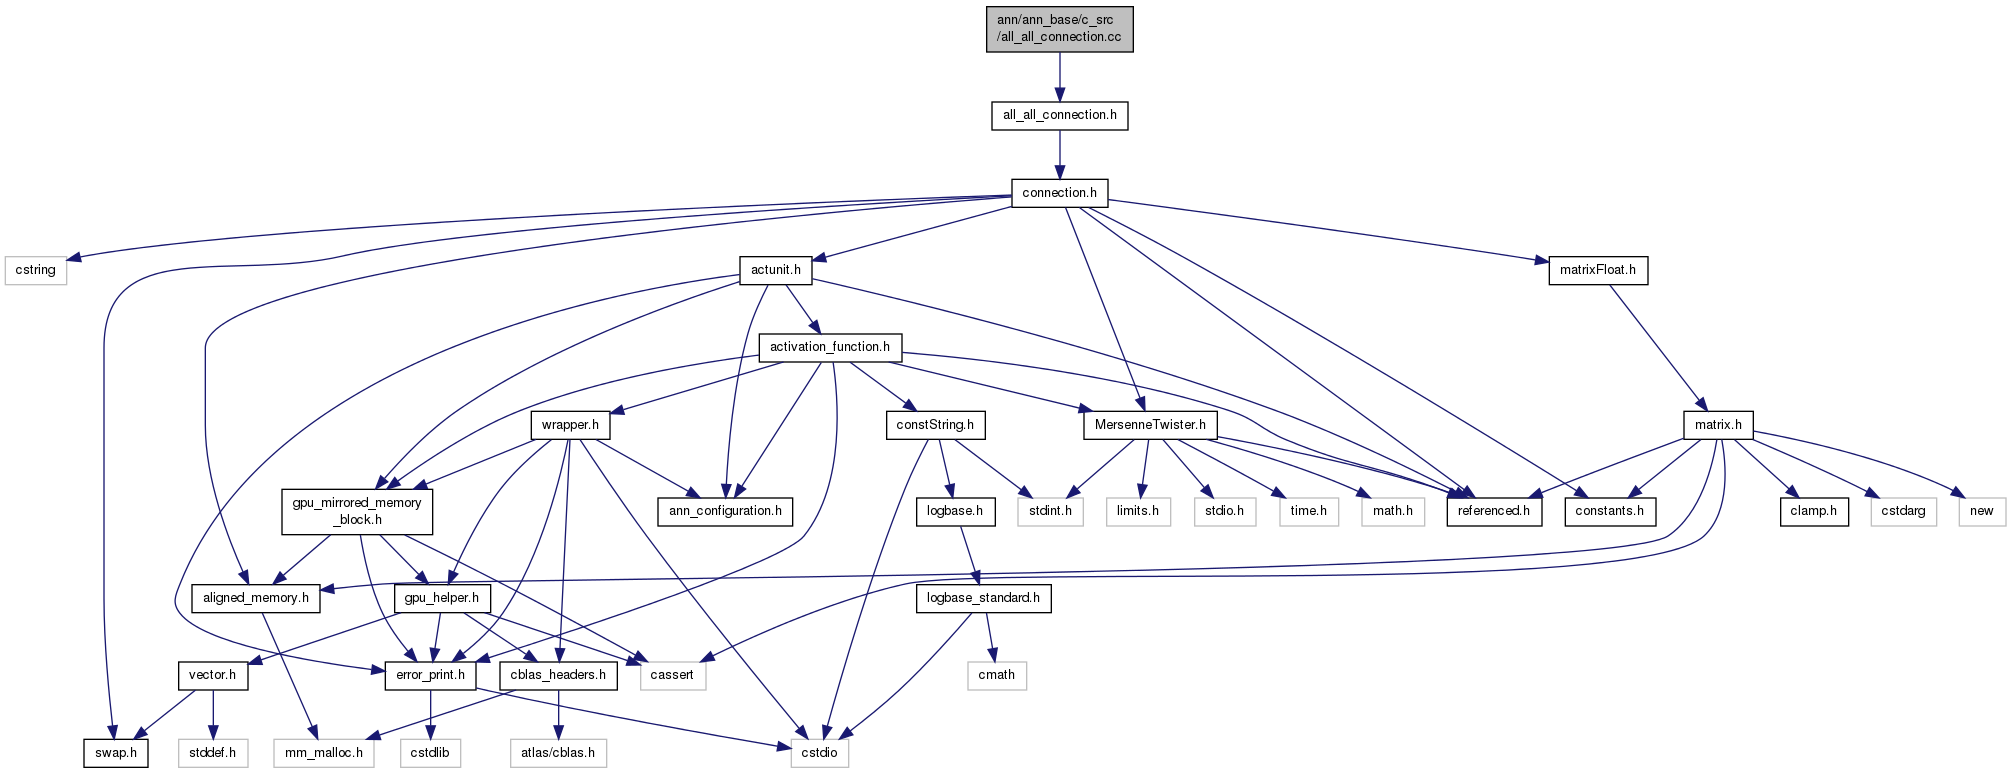 ann/ann_base/c_src
/all_all_connection.cc
all_all_connection.h
connection.h
cstring
actunit.h
matrixFloat.h
activation_function.h
wrapper.h
constString.h
MersenneTwister.h
matrix.h
gpu_mirrored_memory
_block.h
ann_configuration.h
logbase.h
stdint.h
limits.h
stdio.h
time.h
math.h
referenced.h
constants.h
clamp.h
cstdarg
new
aligned_memory.h
gpu_helper.h
logbase_standard.h
vector.h
error_print.h
cblas_headers.h
cassert
cmath
swap.h
stddef.h
mm_malloc.h
cstdlib
atlas/cblas.h
cstdio